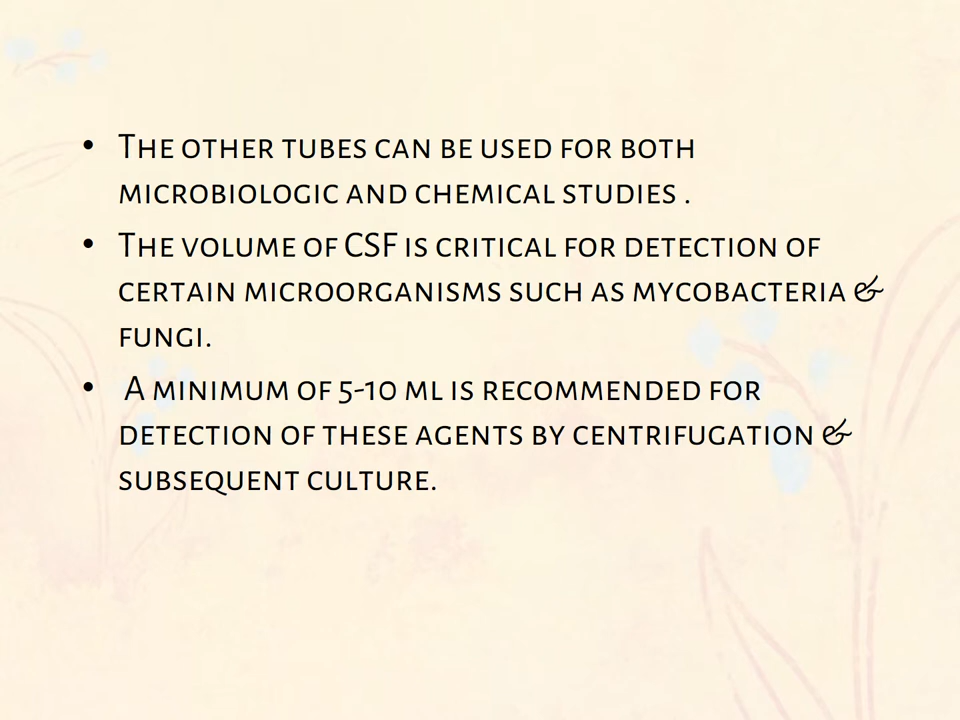 • The other tubes can be used for both
microbiologic and chemical studies .
• The volume of CSF is critical for detection of
certain microorganisms such as mycobacteria &
fungi.
• A minimum of 5-10 ml is recommended for
detection of these agents by centrifugation &
subsequent culture.